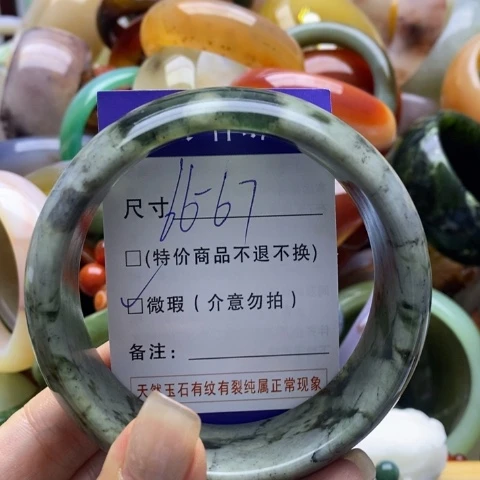 尺寸 66-67
□(特价商品不退不换)
☑微瑕(介意勿拍)
备注:
天然玉石有纹有裂纯属正常现象